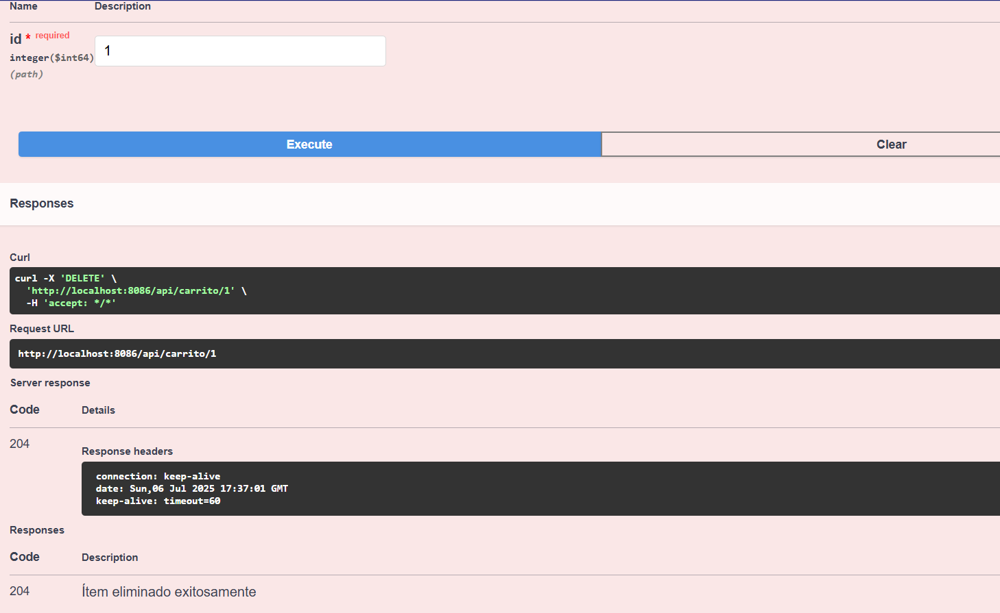 Name Description
id * required
1
integer($int64)
(path)
Execute Clear
Responses
Curl
curl -X 'DELETE' \
  'http://localhost:8086/api/carrito/1' \
  -H 'accept: */*'
Request URL
http://localhost:8086/api/carrito/1
Server response
Code Details
204
Response headers
connection: keep-alive
date: Sun,06 Jul 2025 17:37:01 GMT
keep-alive: timeout=60
Responses
Code Description
204 Ítem eliminado exitosamente